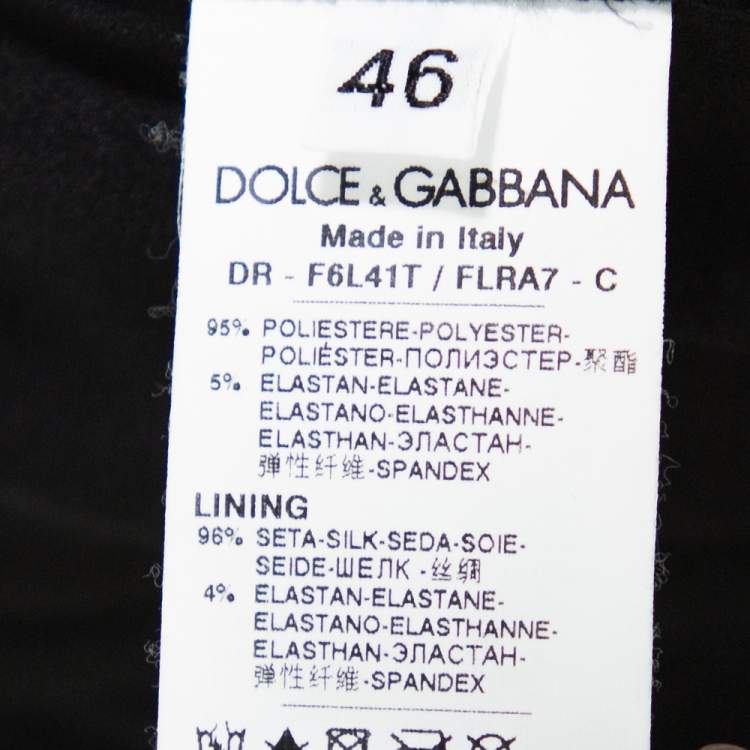 46
DOLCE & GABBANA
Made in Italy
DR - F6L41T / FLRA7 - C
95% POLIESTERE-POLYESTER-
POLIÉSTER-ПОЛИЭСТЕР-聚酯
5% ELASTAN-ELASTANE-
ELASTANO-ELASTHANNE-
ELASTHAN-ЭЛАСТАН-
弹性纤维-SPANDEX
LINING
96% SETA-SILK-SEDA-SOIE-
SEIDE-ШЕЛК -丝绸
4% ELASTAN-ELASTANE-
ELASTANO-ELASTHANNE-
ELASTHAN-ЭЛАСТАН-
弹性纤维-SPANDEX